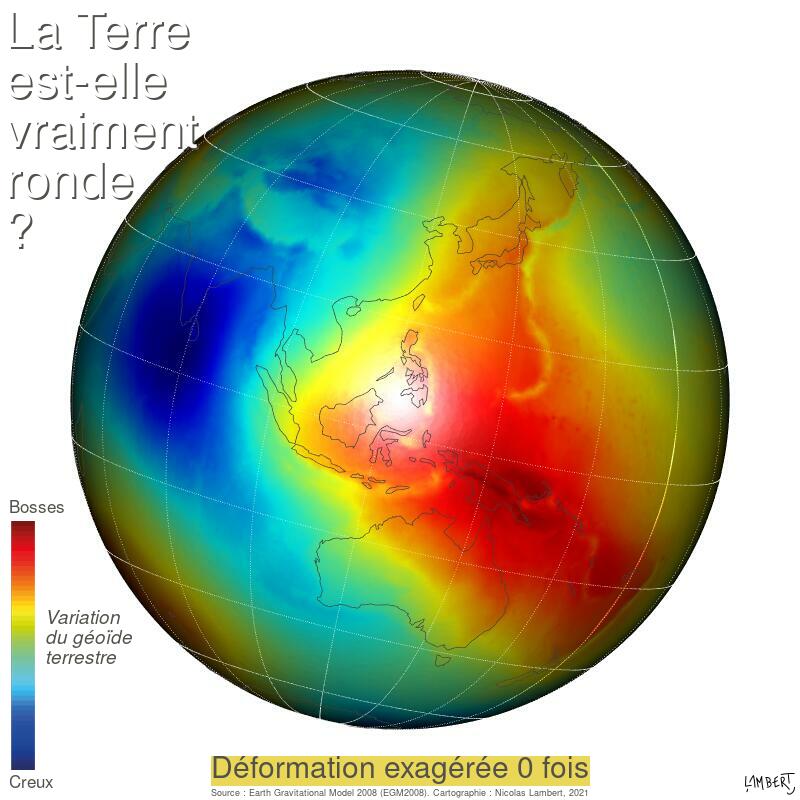 La Terre
est-elle
vraiment
ronde
?
Bosses
Variation
du géoïde
terrestre
Creux
Déformation exagérée 0 fois
Source : Earth Gravitational Model 2008 (EGM2008). Cartographie : Nicolas Lambert, 2021
LAMBERT